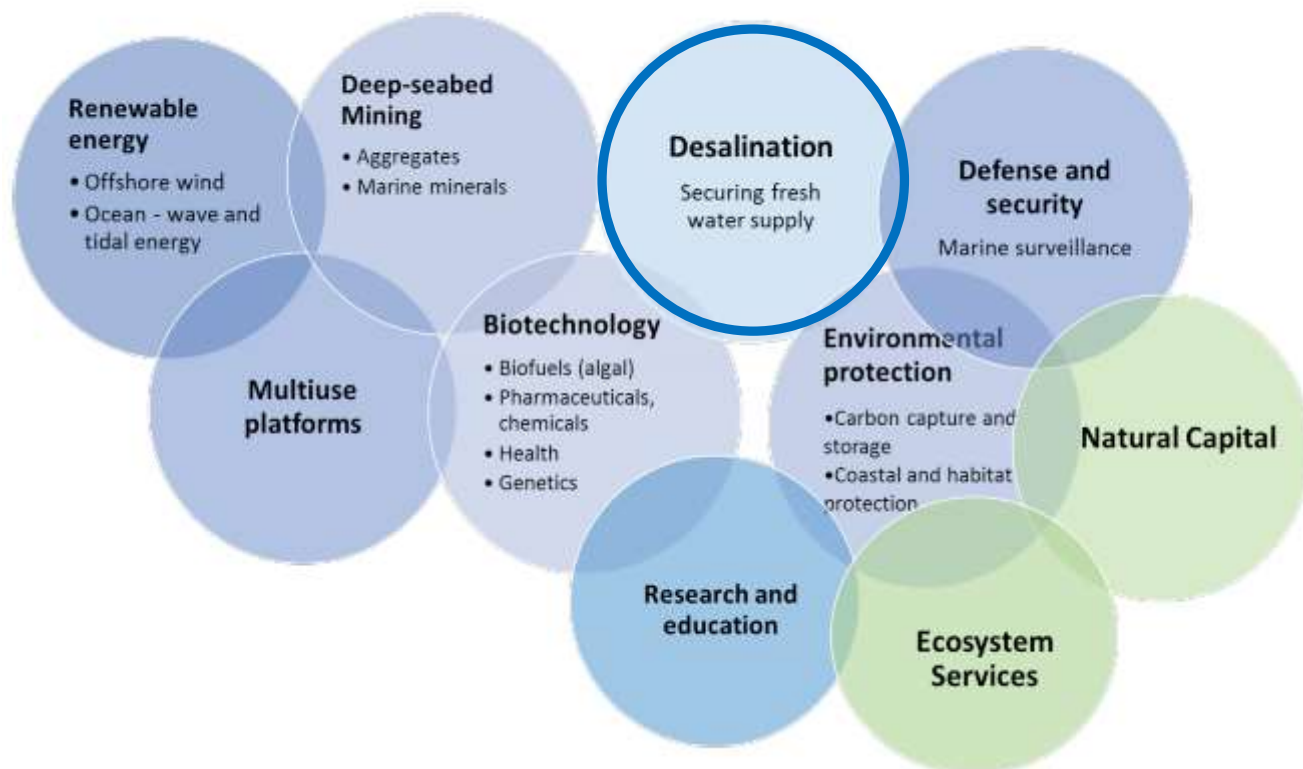 Renewable
energy
• Offshore wind
• Ocean - wave and
tidal energy
Deep-seabed
Mining
• Aggregates
• Marine minerals
Desalination
Securing fresh
water supply
Defense and
security
Marine surveillance
Multiuse
platforms
Biotechnology
• Biofuels (algal)
• Pharmaceuticals,
chemicals
• Health
• Genetics
Environmental
protection
•Carbon capture and
storage
•Coastal and habitat
protection
Natural Capital
Research and
education
Ecosystem
Services